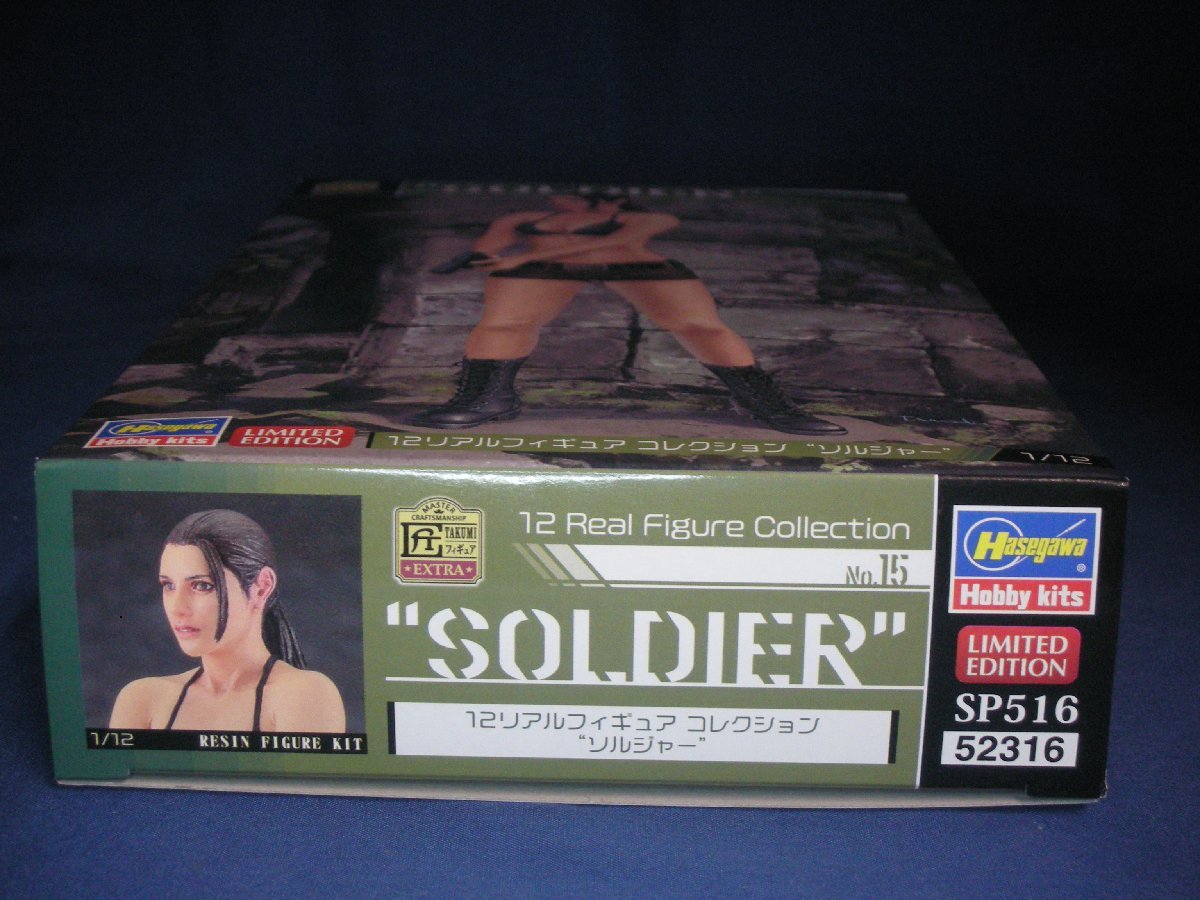 Hasegawa
Hobby kits
LIMITED
EDITION
12リアルフィギュア コレクション “ソルジャー”
1/12
MASTER
CRAFTSMANSHIP
TAKUMI
フィギュア
EXTRA
12 Real Figure Collection
No.15
"SOLDIER"
12リアルフィギュア コレクション
“ソルジャー”
1/12
RESIN FIGURE KIT
Hasegawa®
Hobby kits
LIMITED
EDITION
SP516
52316